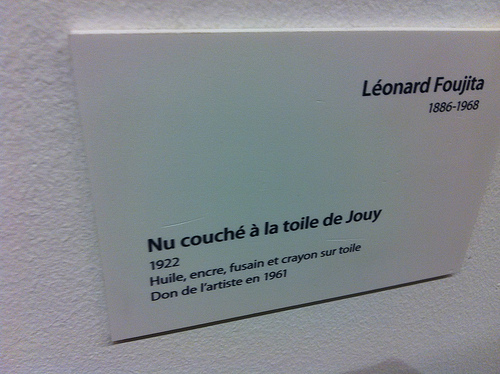 Léonard Foujita
1886-1968
Nu couché à la toile de Jouy
1922
Huile, encre, fusain et crayon sur toile
Don de l'artiste en 1961